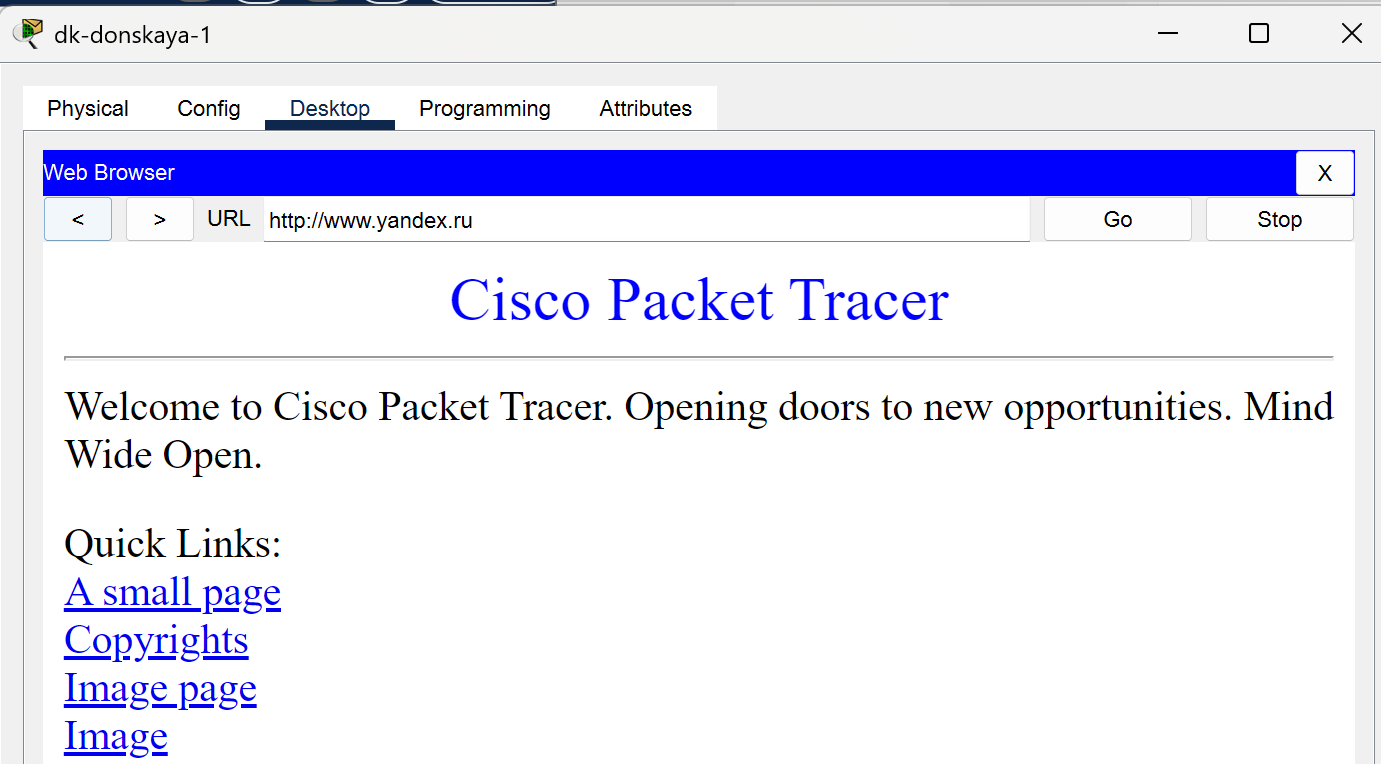 dk-donskaya-1
Physical Config Desktop Programming Attributes
Web Browser X
< > URL http://www.yandex.ru Go Stop
Cisco Packet Tracer
Welcome to Cisco Packet Tracer. Opening doors to new opportunities. Mind
Wide Open.
Quick Links:
A small page
Copyrights
Image page
Image